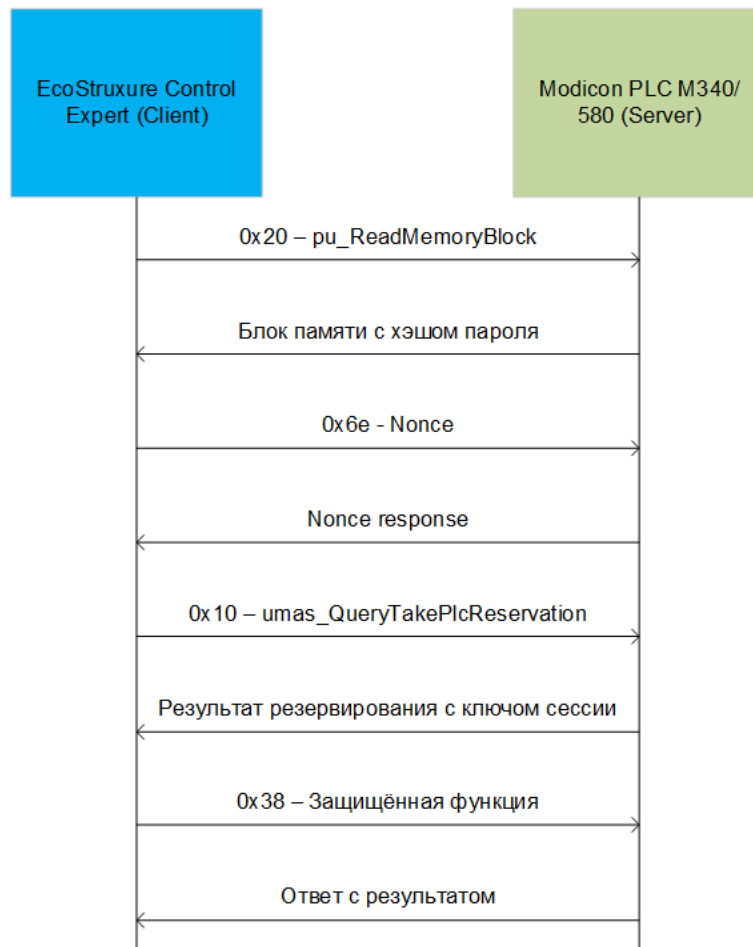 EcoStruxure Control
Expert (Client)
Modicon PLC M340/
580 (Server)
0x20 – pu_ReadMemoryBlock
Блок памяти с хэшом пароля
0x6e - Nonce
Nonce response
0x10 – umas_QueryTakePlcReservation
Результат резервирования с ключом сессии
0x38 – Защищённая функция
Ответ с результатом